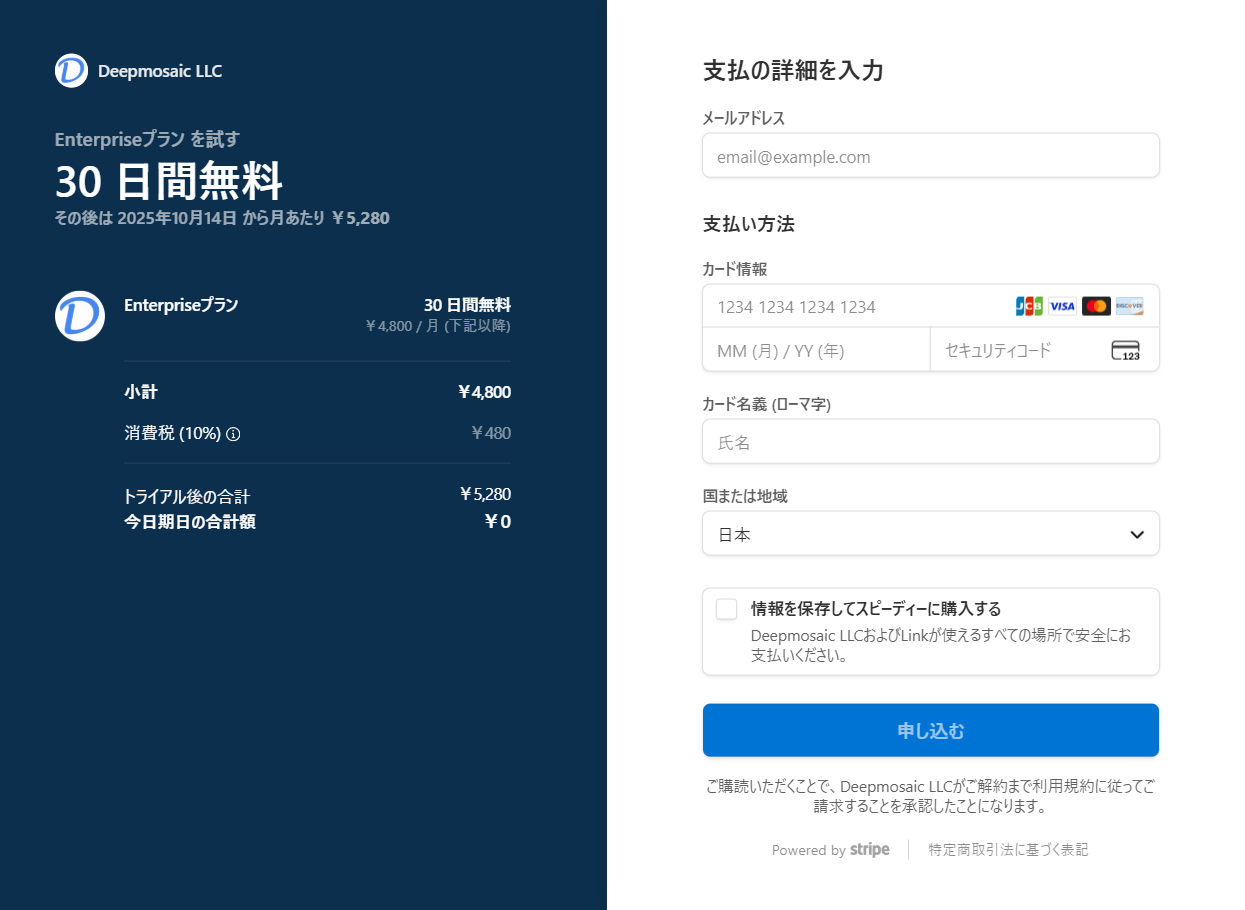 Deepmosaic LLC
Enterpriseプラン を試す
30 日間無料
その後は 2025年10月14日 から月あたり ￥5,280
Enterpriseプラン 30 日間無料
￥4,800 / 月 (下記以降)
小計 ￥4,800
消費税 (10%) ￥480
トライアル後の合計 ￥5,280
今日期日の合計額 ￥0
支払の詳細を入力
メールアドレス
email@example.com
支払い方法
カード情報
1234 1234 1234 1234 JCB VISA DISCOVER
MM (月) / YY (年) セキュリティコード 123
カード名義 (ローマ字)
氏名
国または地域
日本
情報を保存してスピーディーに購入する
Deepmosaic LLCおよびLinkが使えるすべての場所で安全にお
支払いください。
申し込む
ご購読いただくことで、Deepmosaic LLCがご解約まで利用規約に従ってご
請求することを承認したことになります。
Powered by stripe 特定商取引法に基づく表記